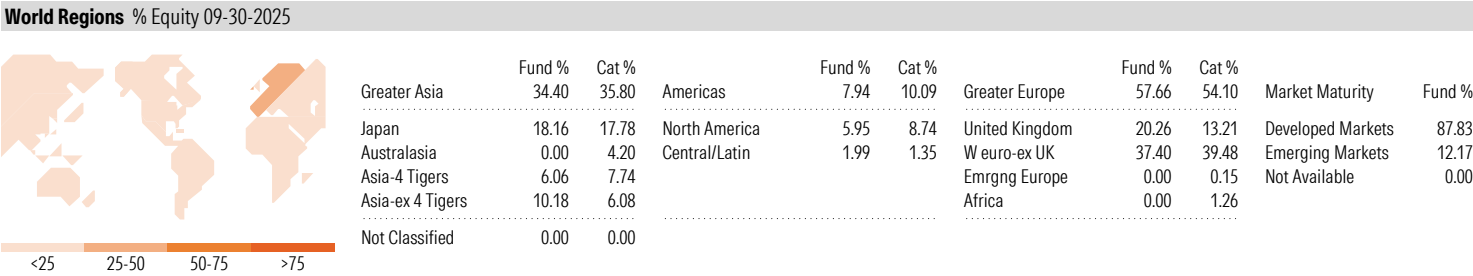 World Regions % Equity 09-30-2025
Fund % Cat %
Greater Asia 34.40 35.80
Japan 18.16 17.78
Australasia 0.00 4.20
Asia-4 Tigers 6.06 7.74
Asia-ex 4 Tigers 10.18 6.08
Not Classified 0.00 0.00
Fund % Cat %
Americas 7.94 10.09
North America 5.95 8.74
Central/Latin 1.99 1.35
Fund % Cat %
Greater Europe 57.66 54.10
United Kingdom 20.26 13.21
W euro-ex UK 37.40 39.48
Emrgng Europe 0.00 0.15
Africa 0.00 1.26
Market Maturity Fund %
Developed Markets 87.83
Emerging Markets 12.17
Not Available 0.00
<25 25-50 50-75 >75